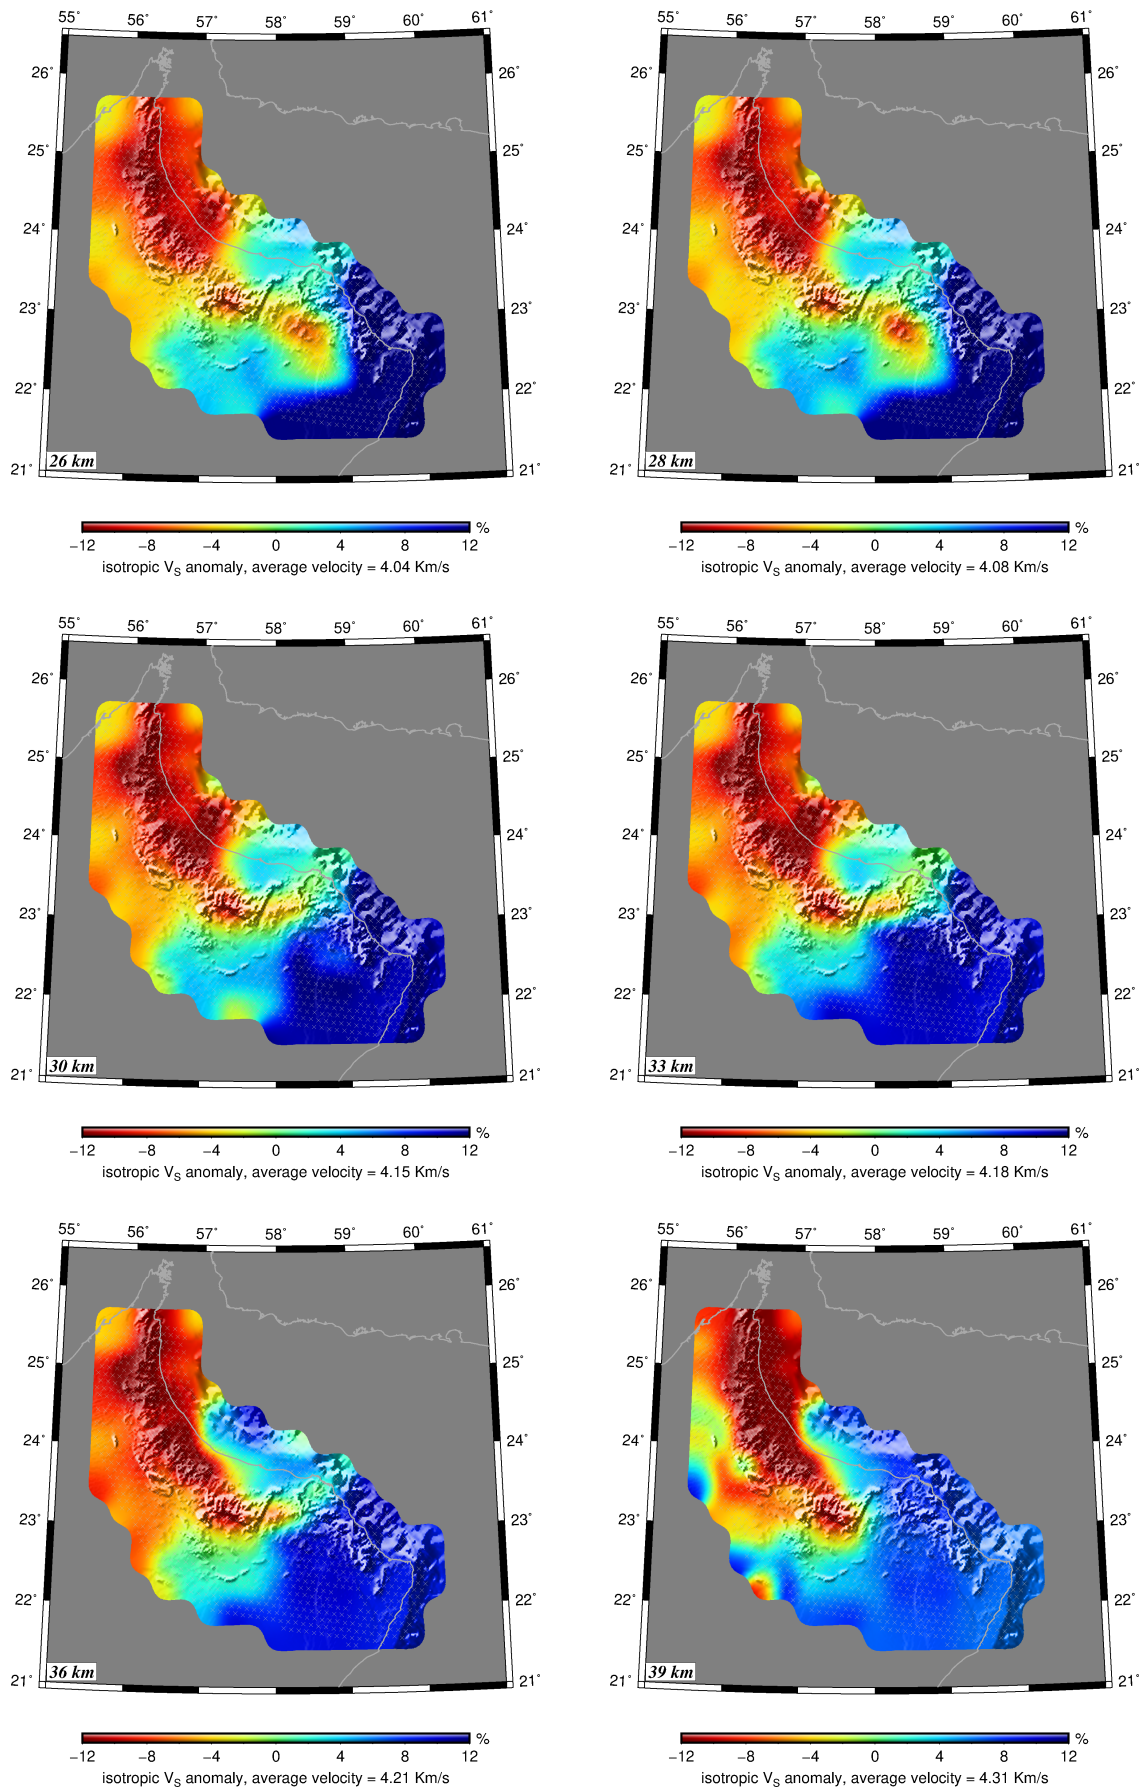 55° 56° 57° 58° 59° 60° 61°
26° 26°
25° 25°
24° 24°
23° 23°
22° 22°
21° 21°
26 km
−12 −8 −4 0 4 8 12 %
isotropic VS anomaly, average velocity = 4.04 Km/s
55° 56° 57° 58° 59° 60° 61°
26° 26°
25° 25°
24° 24°
23° 23°
22° 22°
21° 21°
28 km
−12 −8 −4 0 4 8 12 %
isotropic VS anomaly, average velocity = 4.08 Km/s
55° 56° 57° 58° 59° 60° 61°
26° 26°
25° 25°
24° 24°
23° 23°
22° 22°
21° 21°
30 km
−12 −8 −4 0 4 8 12 %
isotropic VS anomaly, average velocity = 4.15 Km/s
55° 56° 57° 58° 59° 60° 61°
26° 26°
25° 25°
24° 24°
23° 23°
22° 22°
21° 21°
33 km
−12 −8 −4 0 4 8 12 %
isotropic VS anomaly, average velocity = 4.18 Km/s
55° 56° 57° 58° 59° 60° 61°
26° 26°
25° 25°
24° 24°
23° 23°
22° 22°
21° 21°
36 km
−12 −8 −4 0 4 8 12 %
isotropic VS anomaly, average velocity = 4.21 Km/s
55° 56° 57° 58° 59° 60° 61°
26° 26°
25° 25°
24° 24°
23° 23°
22° 22°
21° 21°
39 km
−12 −8 −4 0 4 8 12 %
isotropic VS anomaly, average velocity = 4.31 Km/s